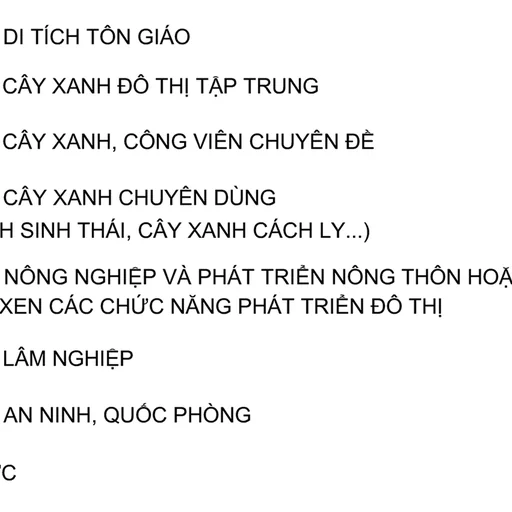 DI TÍCH TÔN GIÁO
CÂY XANH ĐÔ THỊ TẬP TRUNG
CÂY XANH, CÔNG VIÊN CHUYÊN ĐỀ
CÂY XANH CHUYÊN DÙNG
H SINH THÁI, CÂY XANH CÁCH LY...)
NÔNG NGHIỆP VÀ PHÁT TRIỂN NÔNG THÔN HOẶ
XEN CÁC CHỨC NĂNG PHÁT TRIỂN ĐÔ THỊ
LÂM NGHIỆP
AN NINH, QUỐC PHÒNG
ỚC